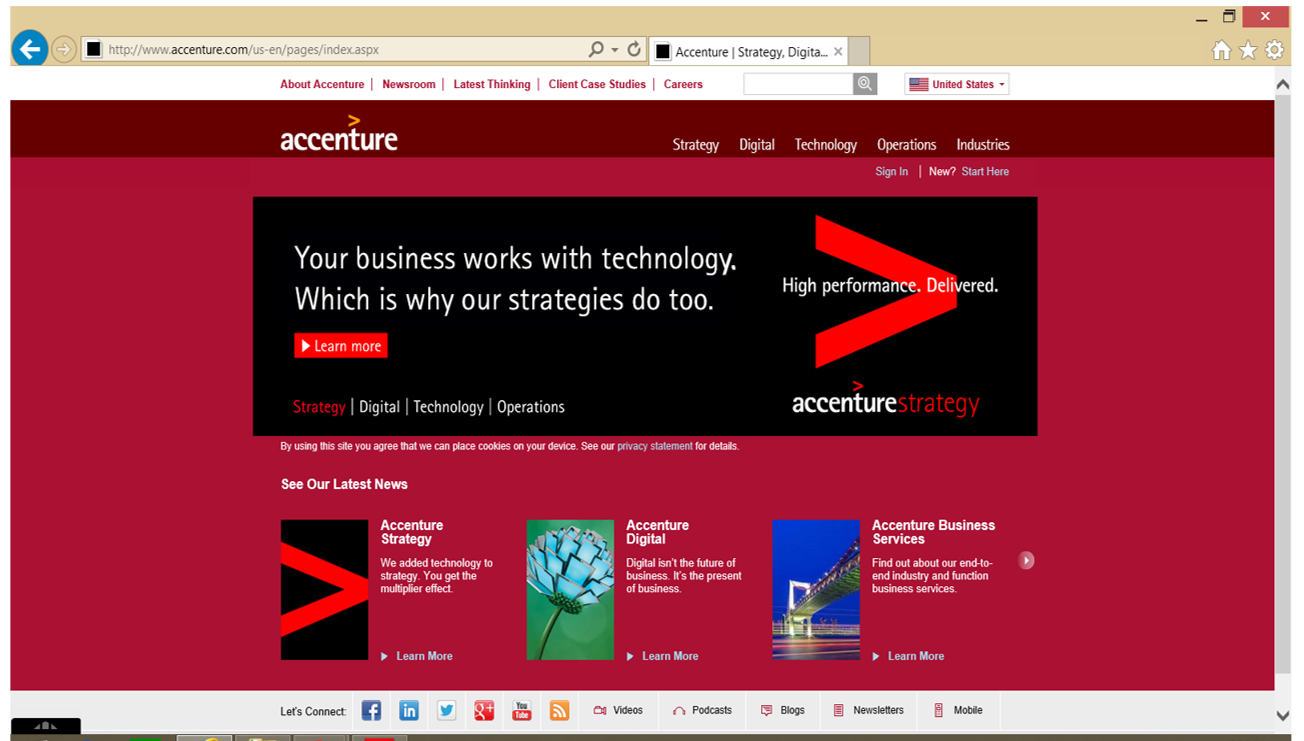 http://www.accenture.com/us-en/pages/index.aspx
Accenture | Strategy, Digita...
About Accenture | Newsroom | Latest Thinking | Client Case Studies | Careers
United States
accenture
Strategy Digital Technology Operations Industries
Sign In | New? Start Here
Your business works with technology.
Which is why our strategies do too.
High performance. Delivered.
Learn more
Strategy | Digital | Technology | Operations
accenturestrategy
By using this site you agree that we can place cookies on your device. See our privacy statement for details.
See Our Latest News
Accenture
Strategy
We added technology to
strategy. You get the
multiplier effect.
Learn More
Accenture
Digital
Digital isn't the future of
business. It's the present
of business.
Learn More
Accenture Business
Services
Find out about our end-to-
end industry and function
business services.
Learn More
Let's Connect: f in g+ You Tube Videos Podcasts Blogs Newsletters Mobile